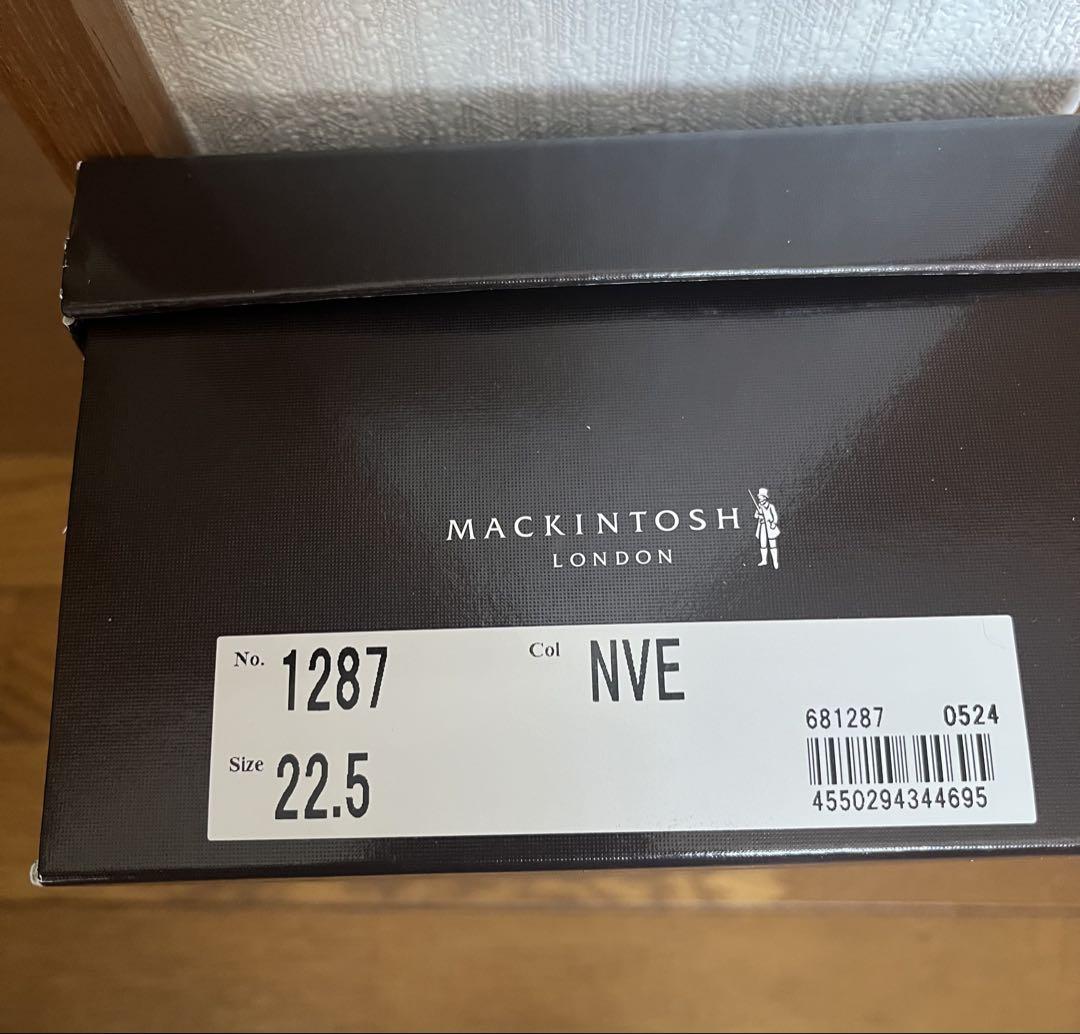 MACKINTOSH
LONDON
No. 1287 Col NVE
681287 0524
Size 22.5
4550294344695